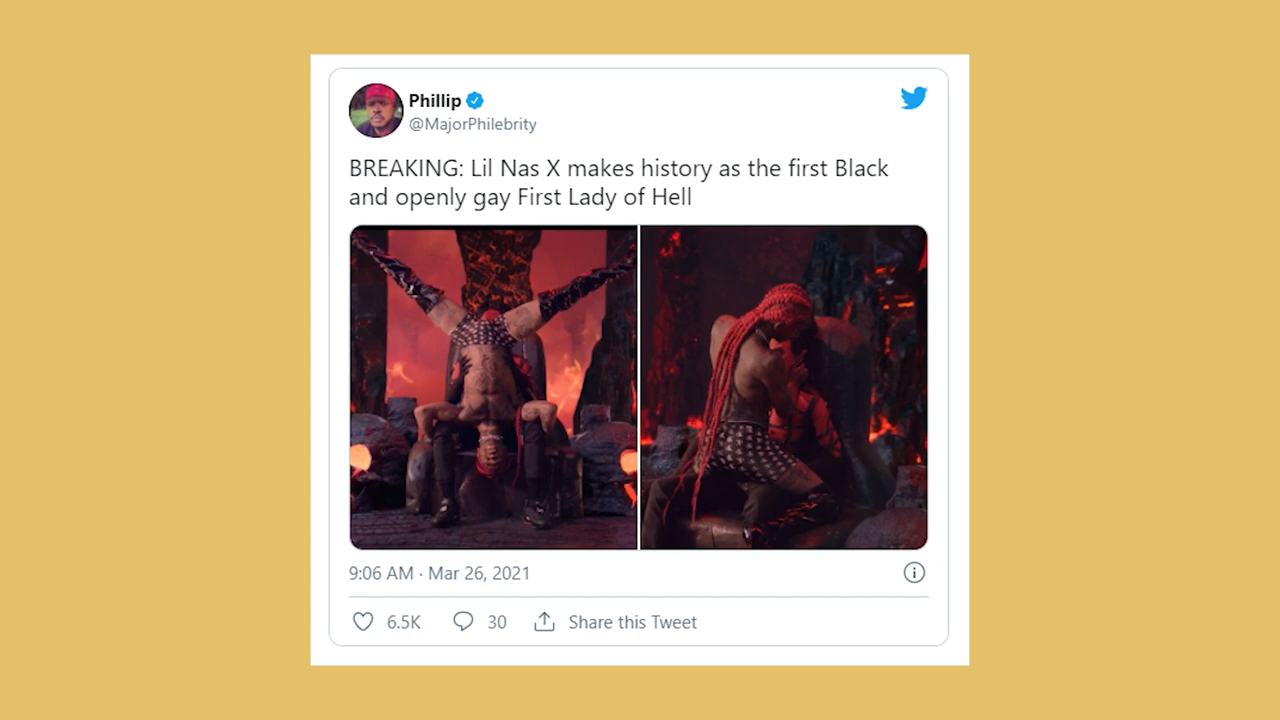 Phillip
@MajorPhilebrity
BREAKING: Lil Nas X makes history as the first Black
and openly gay First Lady of Hell
9:06 AM · Mar 26, 2021
6.5K 30 Share this Tweet